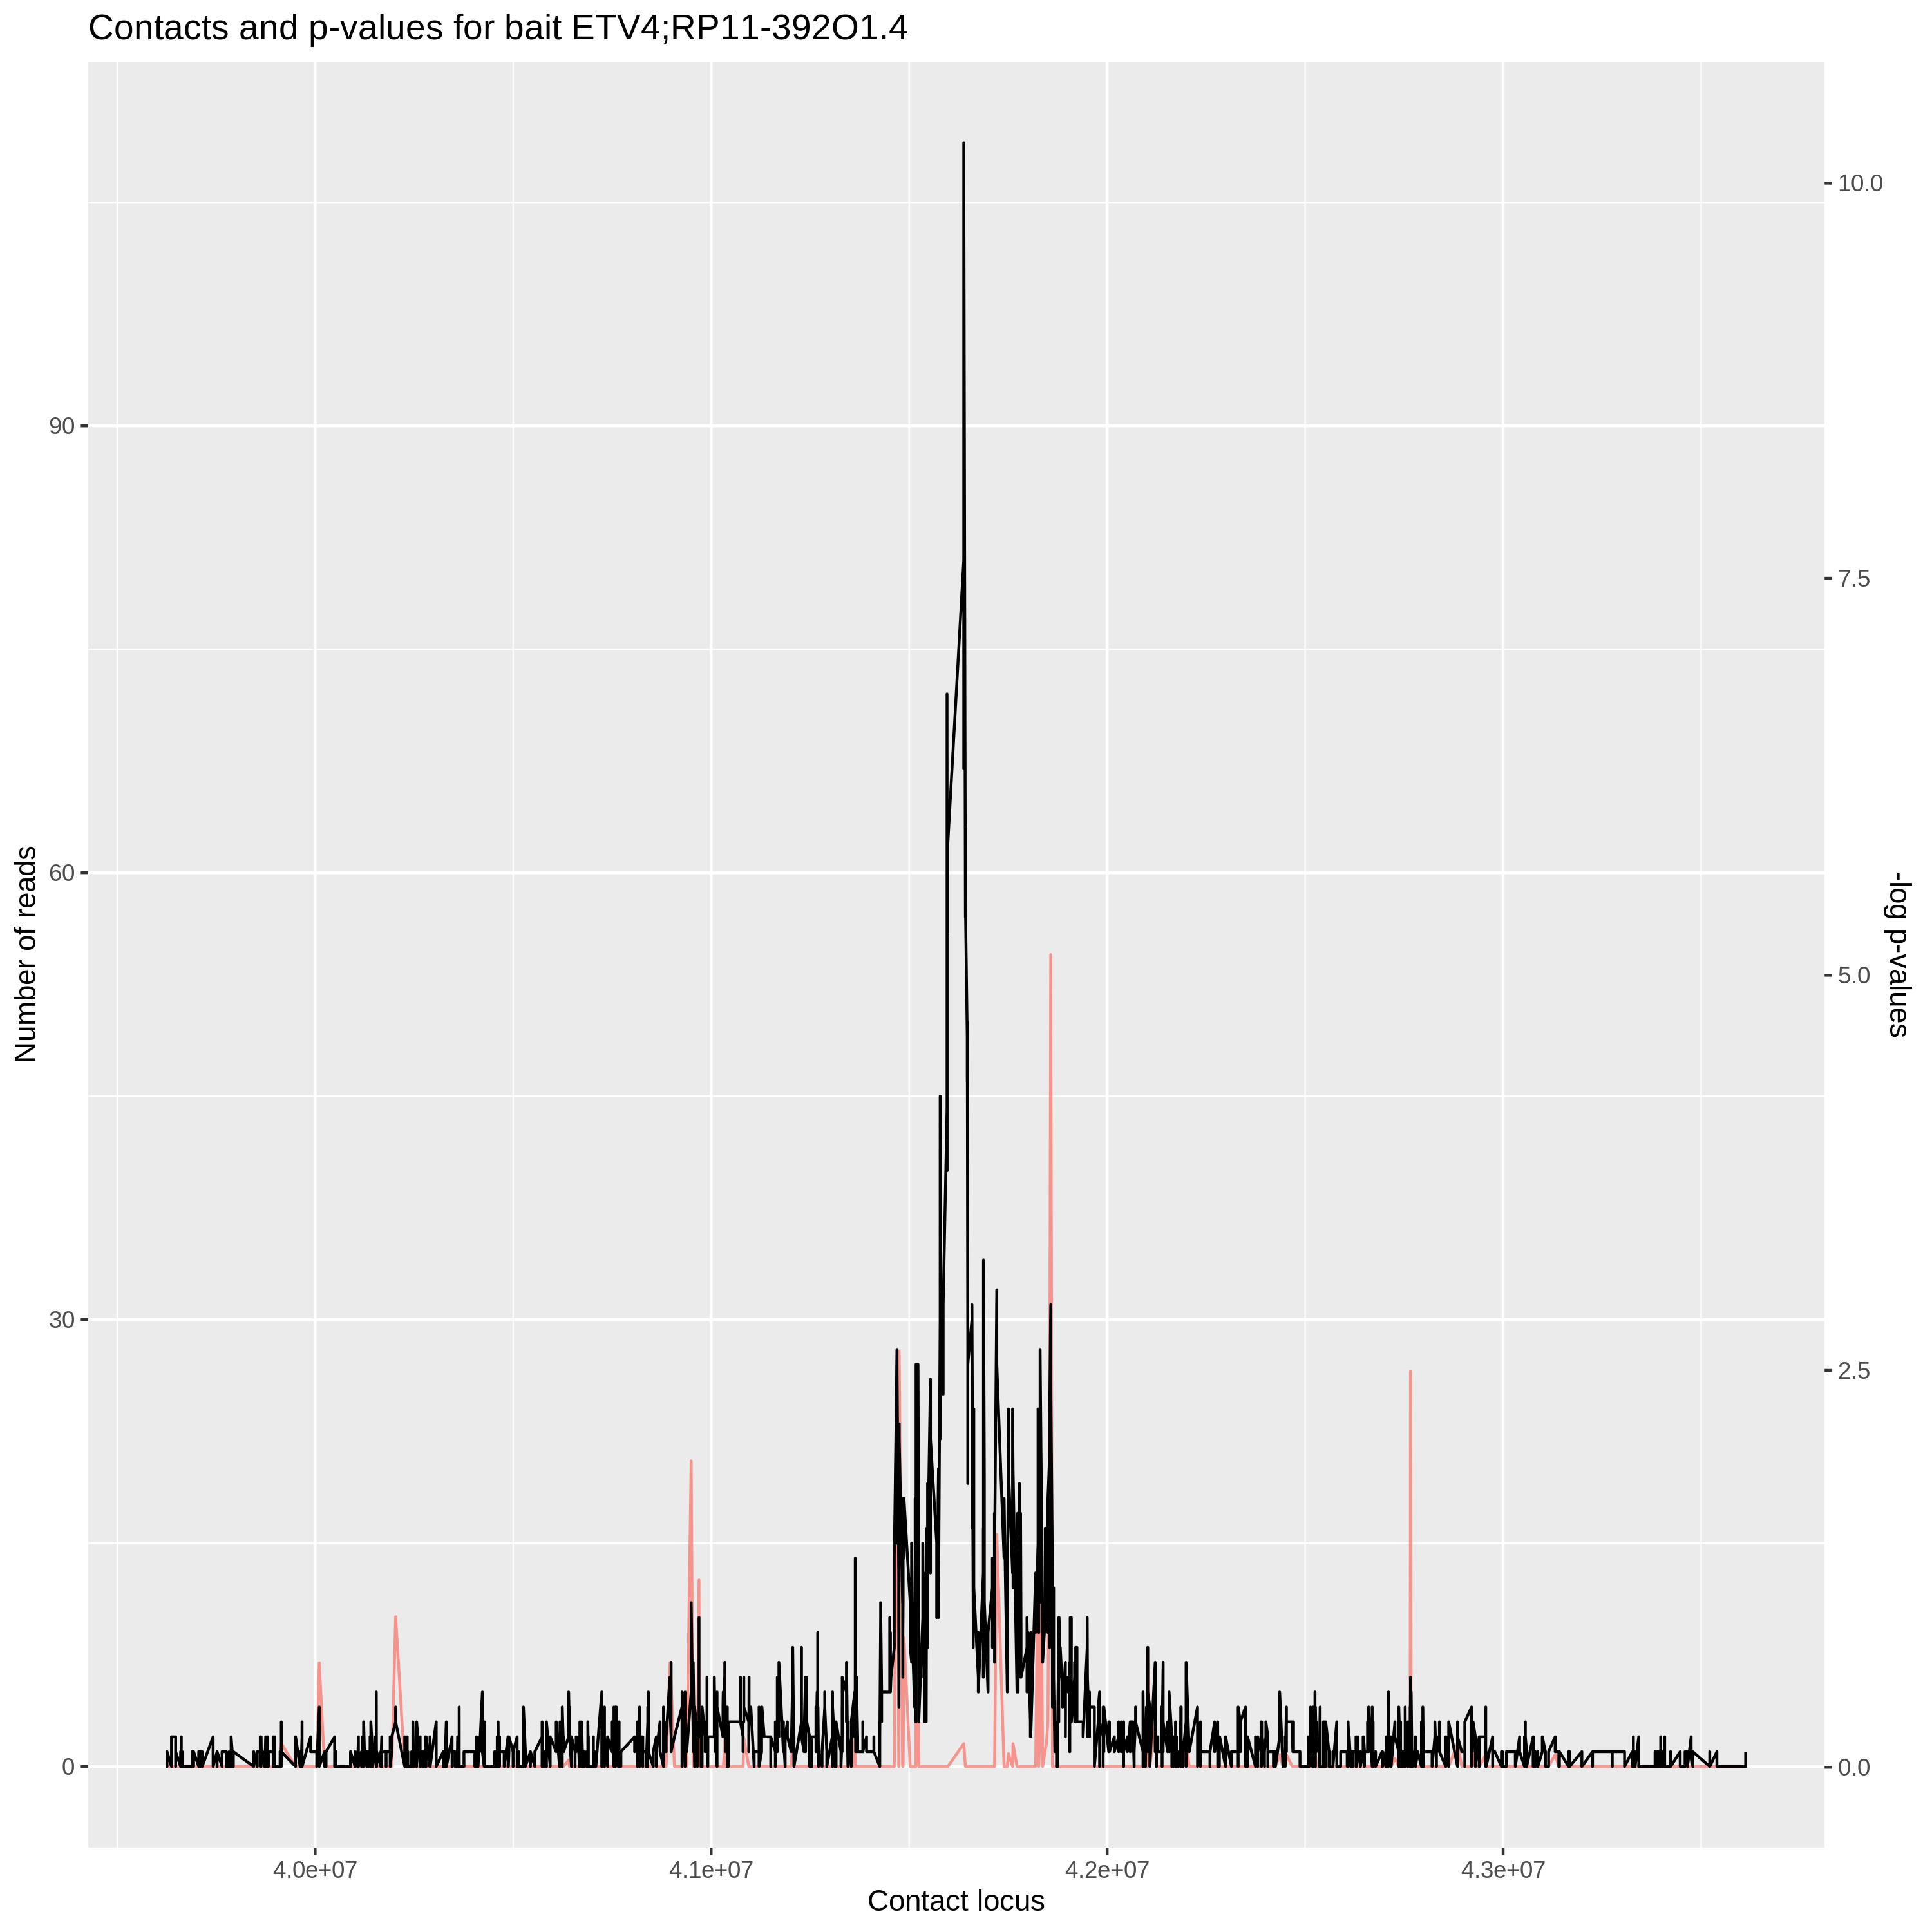 Contacts and p-values for bait ETV4;RP11-392O1.4
Number of reads
90
60
30
0
10.0
7.5
5.0
2.5
0.0
-log p-values
4.0e+07 4.1e+07 4.2e+07 4.3e+07
Contact locus